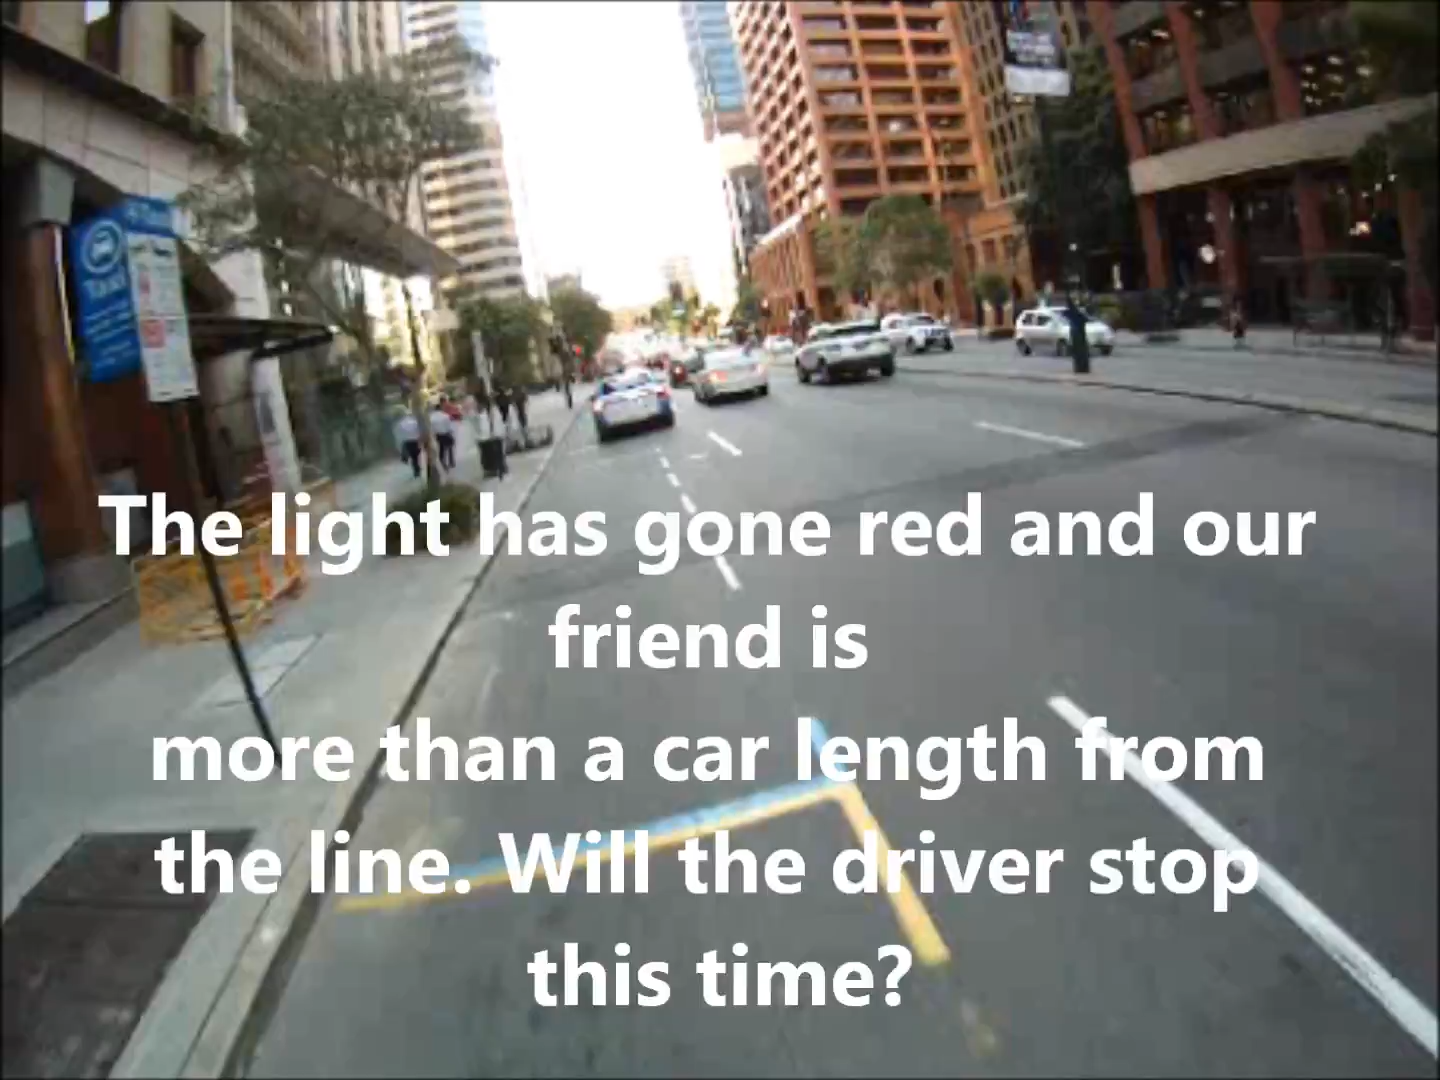 Taxi
The light has gone red and our
friend is
more than a car length from
the line. Will the driver stop
this time?